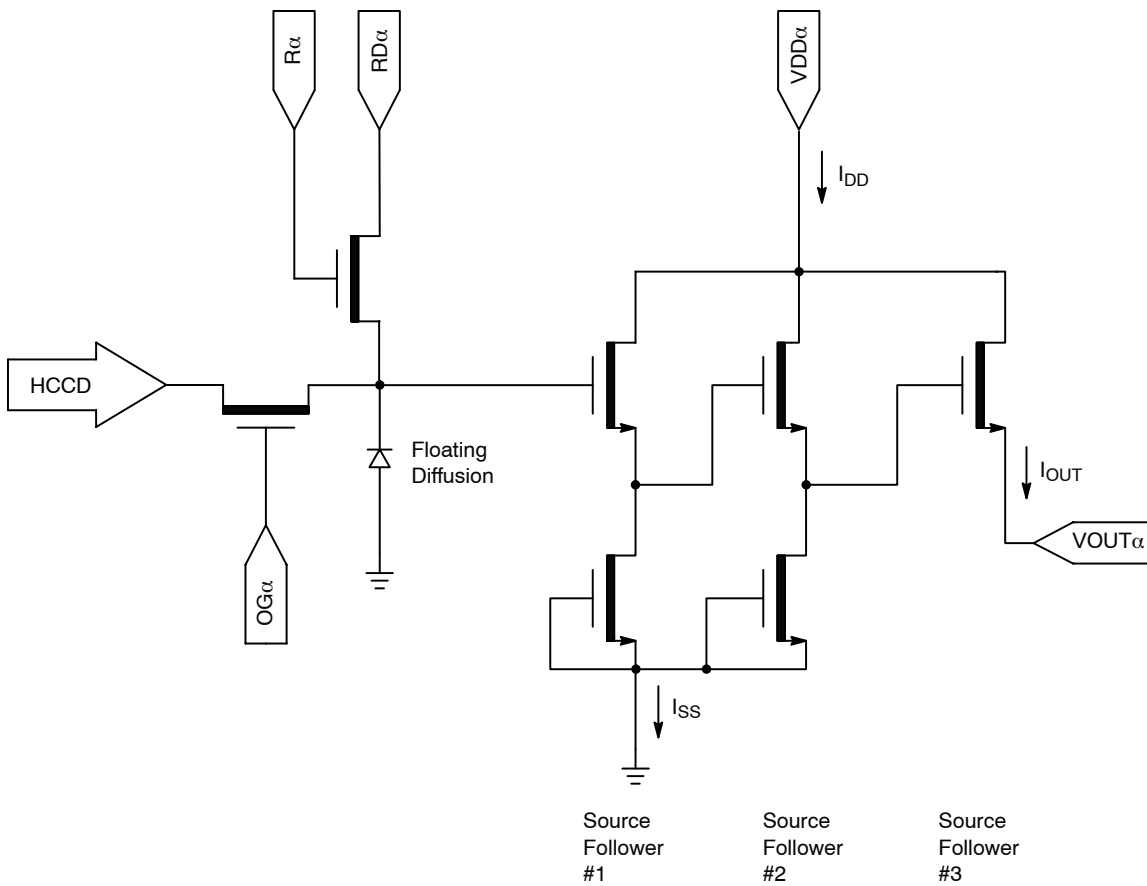 Rα
RDα
VDDα
IDD
HCCD
Floating
Diffusion
IOUT
VOUTα
OGα
ISS
Source
Follower
#1
Source
Follower
#2
Source
Follower
#3